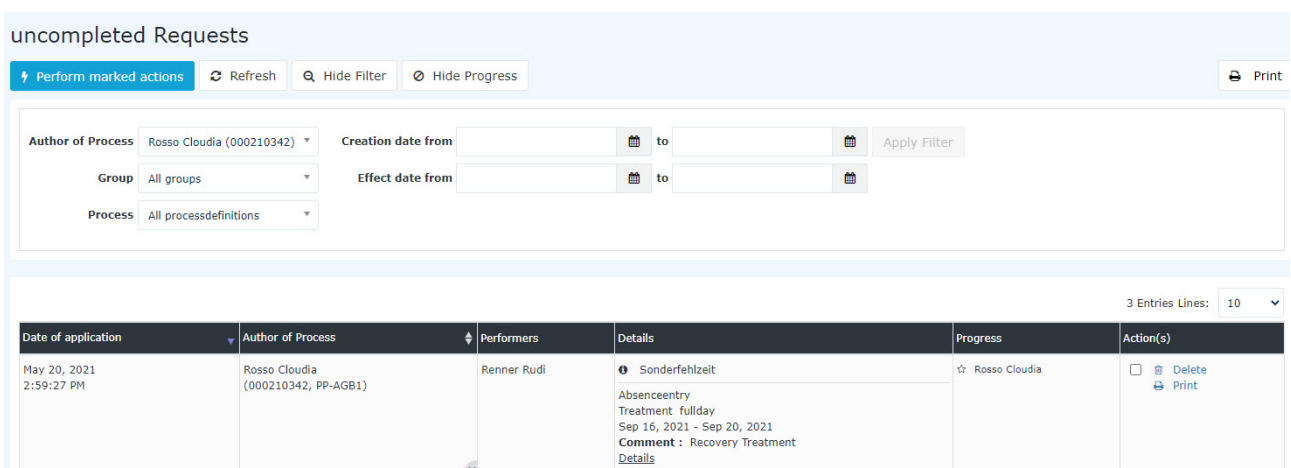 uncompleted Requests
Perform marked actions Refresh Hide Filter Hide Progress Print
Author of Process Rosso Cloudia (000210342) Creation date from to Apply Filter
Group All groups Effect date from to
Process All processdefinitions
3 Entries Lines: 10
Date of application Author of Process Performers Details Progress Action(s)
May 20, 2021 Rosso Cloudia Renner Rudi Sonderfehlzeit Rosso Cloudia Delete
2:59:27 PM (000210342, PP-AGB1) Print
Absenceentry
Treatment fullday
Sep 16, 2021 - Sep 20, 2021
Comment : Recovery Treatment
Details